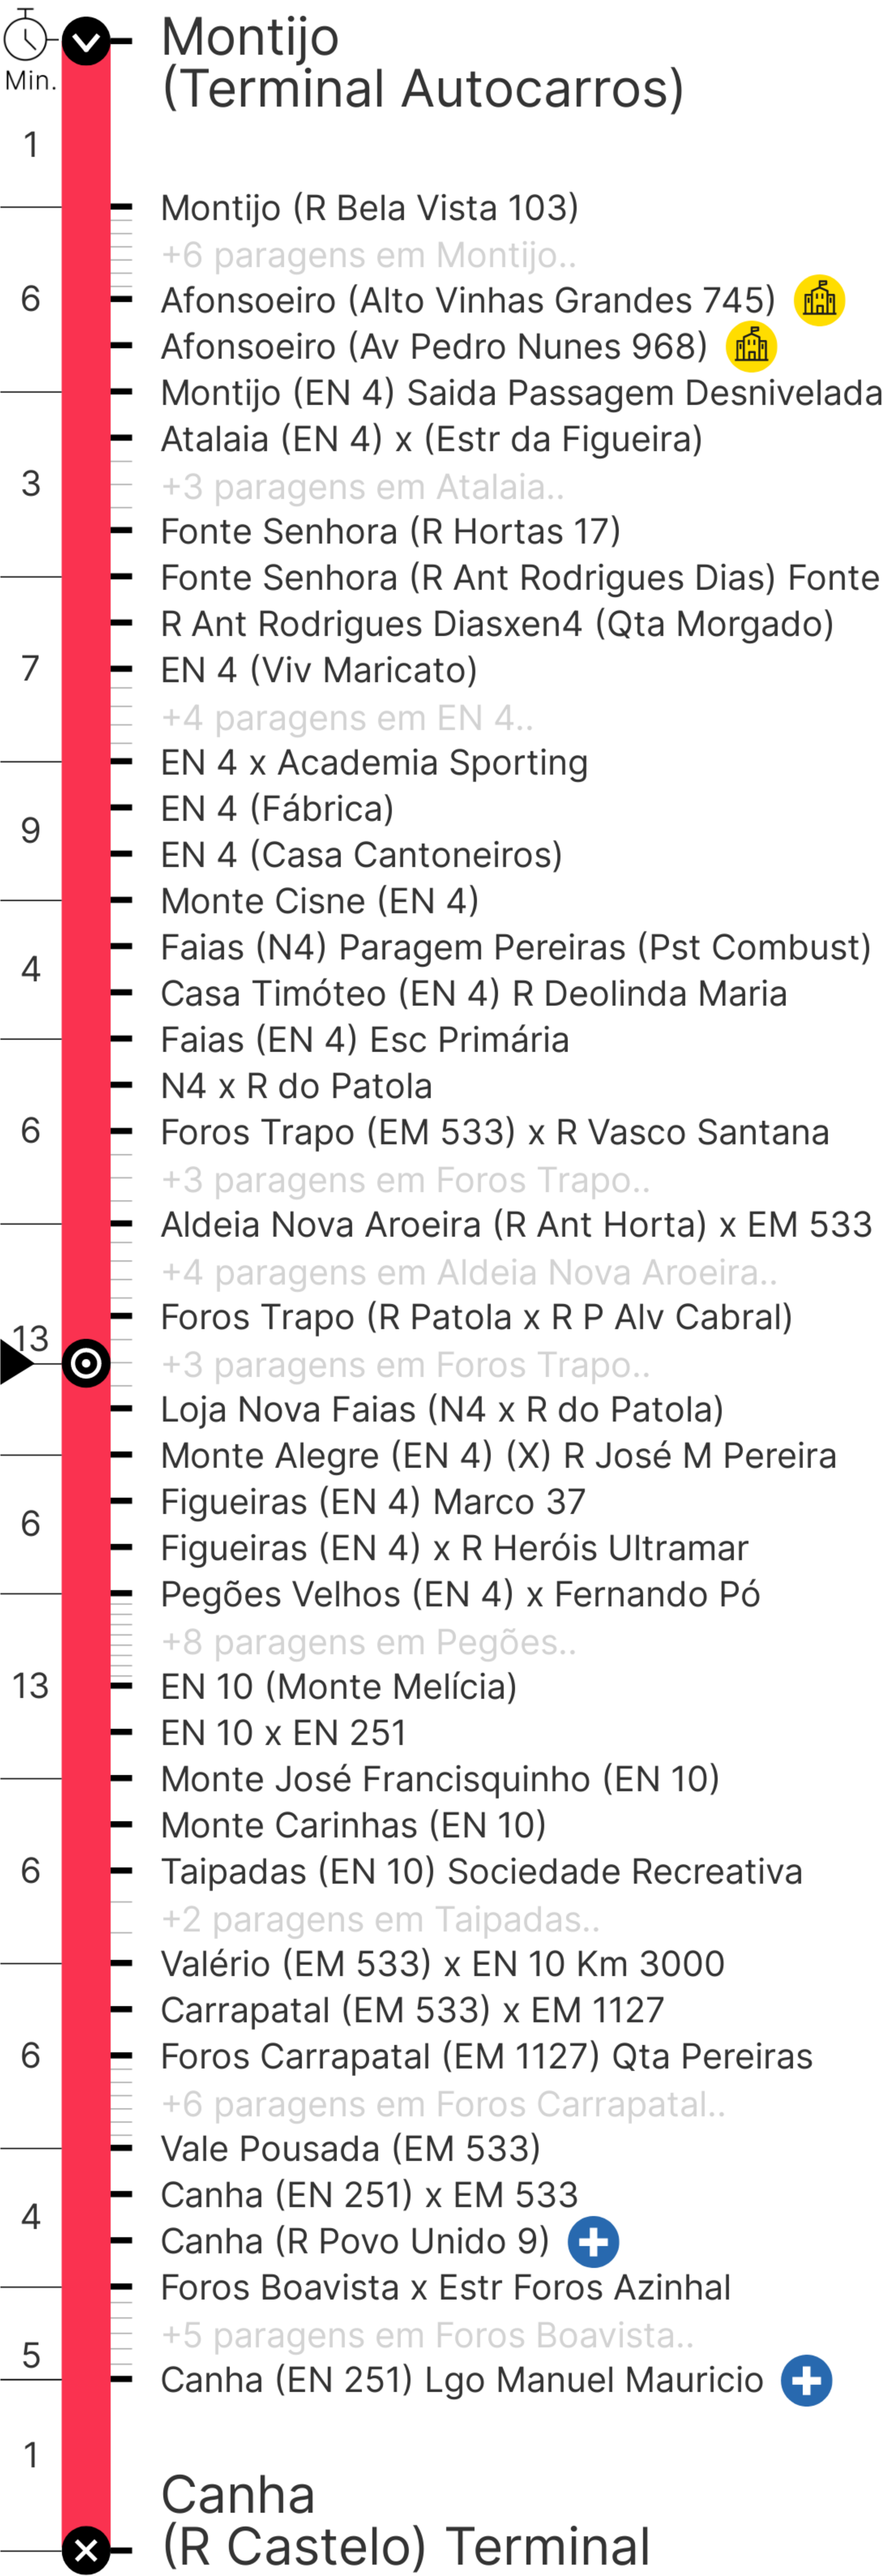 Montijo
(Terminal Autocarros)
Min.
1
Montijo (R Bela Vista 103)
+6 paragens em Montijo..
6
Afonsoeiro (Alto Vinhas Grandes 745)
Afonsoeiro (Av Pedro Nunes 968)
Montijo (EN 4) Saida Passagem Desnivelada
Atalaia (EN 4) x (Estr da Figueira)
3
+3 paragens em Atalaia..
Fonte Senhora (R Hortas 17)
Fonte Senhora (R Ant Rodrigues Dias) Fonte
R Ant Rodrigues Diasxen4 (Qta Morgado)
7
EN 4 (Viv Maricato)
+4 paragens em EN 4..
EN 4 x Academia Sporting
EN 4 (Fábrica)
9
EN 4 (Casa Cantoneiros)
Monte Cisne (EN 4)
Faias (N4) Paragem Pereiras (Pst Combust)
4
Casa Timóteo (EN 4) R Deolinda Maria
Faias (EN 4) Esc Primária
N4 x R do Patola
6
Foros Trapo (EM 533) x R Vasco Santana
+3 paragens em Foros Trapo..
Aldeia Nova Aroeira (R Ant Horta) x EM 533
+4 paragens em Aldeia Nova Aroeira..
Foros Trapo (R Patola x R P Alv Cabral)
13
+3 paragens em Foros Trapo..
Loja Nova Faias (N4 x R do Patola)
Monte Alegre (EN 4) (X) R José M Pereira
Figueiras (EN 4) Marco 37
6
Figueiras (EN 4) x R Heróis Ultramar
Pegões Velhos (EN 4) x Fernando Pó
+8 paragens em Pegões..
13
EN 10 (Monte Melícia)
EN 10 x EN 251
Monte José Francisquinho (EN 10)
Monte Carinhas (EN 10)
6
Taipadas (EN 10) Sociedade Recreativa
+2 paragens em Taipadas..
Valério (EM 533) x EN 10 Km 3000
Carrapatal (EM 533) x EM 1127
6
Foros Carrapatal (EM 1127) Qta Pereiras
+6 paragens em Foros Carrapatal..
Vale Pousada (EM 533)
Canha (EN 251) x EM 533
4
Canha (R Povo Unido 9)
Foros Boavista x Estr Foros Azinhal
+5 paragens em Foros Boavista..
5
Canha (EN 251) Lgo Manuel Mauricio
1
Canha
(R Castelo) Terminal